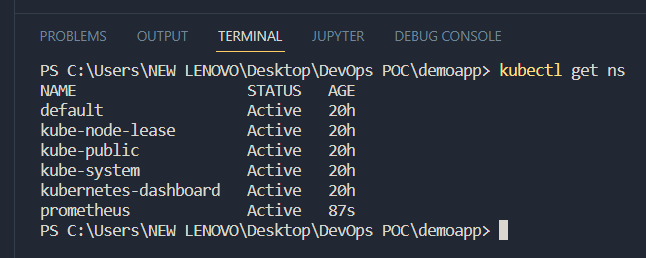 PROBLEMS OUTPUT TERMINAL JUPYTER DEBUG CONSOLE
PS C:\Users\NEW LENOVO\Desktop\DevOps POC\demoapp> kubectl get ns
NAME STATUS AGE
default Active 20h
kube-node-lease Active 20h
kube-public Active 20h
kube-system Active 20h
kubernetes-dashboard Active 20h
prometheus Active 87s
PS C:\Users\NEW LENOVO\Desktop\DevOps POC\demoapp>